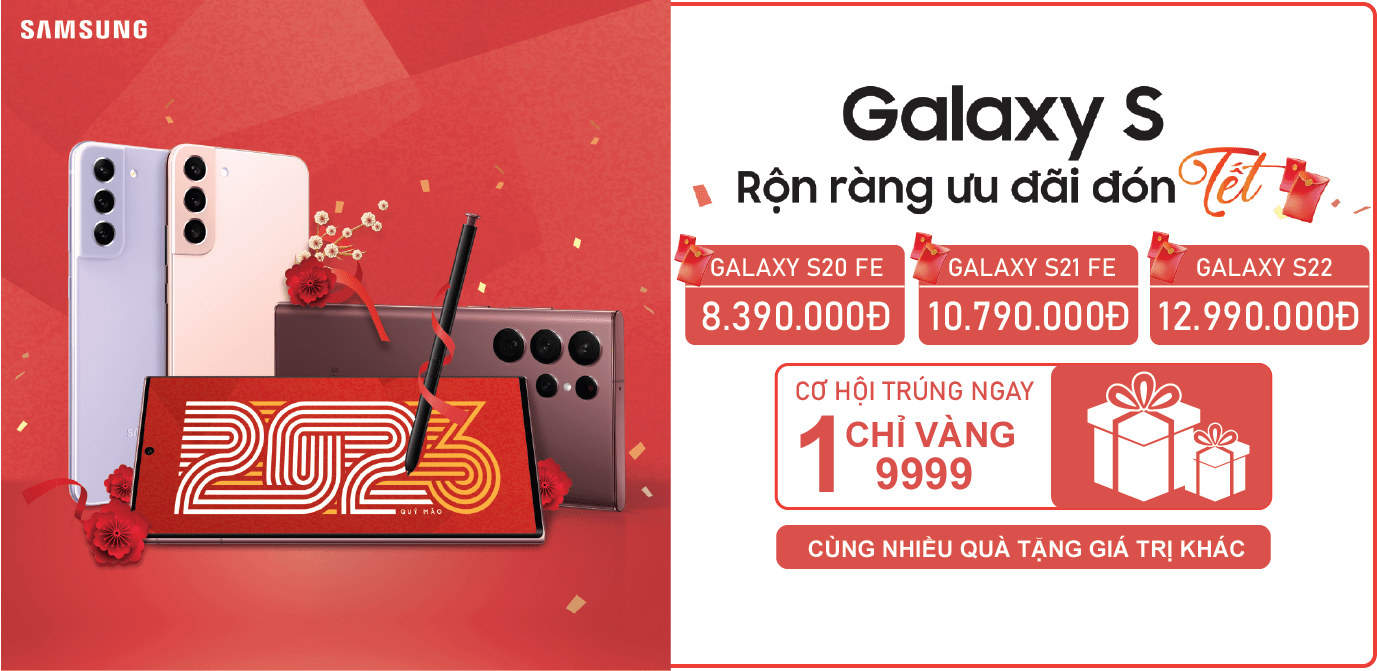 SAMSUNG
2023
QUÝ MÃO
Galaxy S
Rộn ràng ưu đãi đón Tết
GALAXY S20 FE
8.390.000Đ
GALAXY S21 FE
10.790.000Đ
GALAXY S22
12.990.000Đ
CƠ HỘI TRÚNG NGAY
1 CHỈ VÀNG
9999
CÙNG NHIỀU QUÀ TẶNG GIÁ TRỊ KHÁC